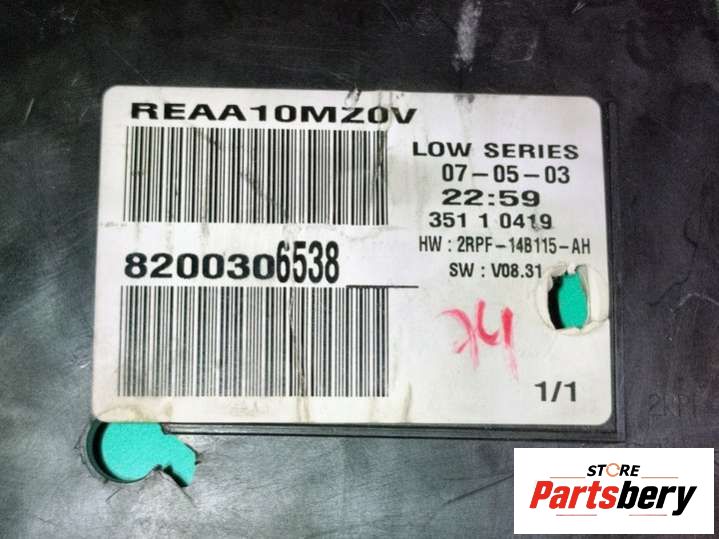 REAA10MZ0V
LOW SERIES
07-05-03
22:59
351 1 0419
HW : 2RPF-14B115-AH
SW : V08.31
8200306538
1/1
STORE
Partsbery